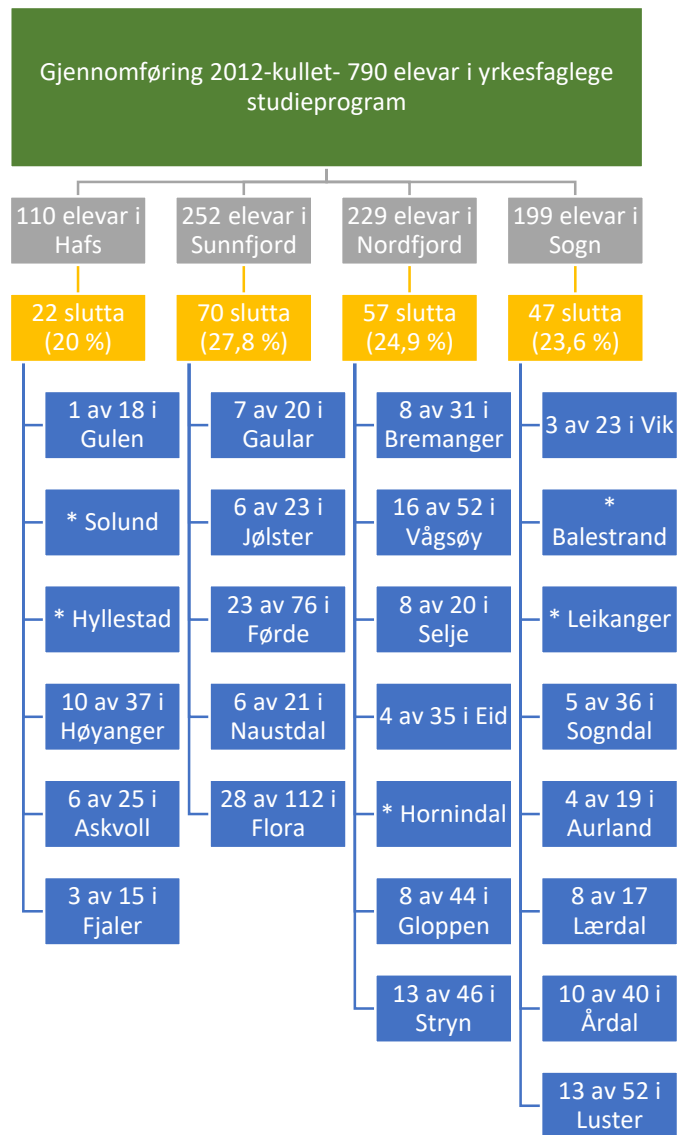 Gjennomføring 2012-kullet- 790 elevar i yrkesfaglege
studieprogram
110 elevar i
Hafs
22 slutta
(20 %)
1 av 18 i
Gulen
* Solund
* Hyllestad
10 av 37 i
Høyanger
6 av 25 i
Askvoll
3 av 15 i
Fjaler
252 elevar i
Sunnfjord
70 slutta
(27,8 %)
7 av 20 i
Gaular
6 av 23 i
Jølster
23 av 76 i
Førde
6 av 21 i
Naustdal
28 av 112 i
Flora
229 elevar i
Nordfjord
57 slutta
(24,9 %)
8 av 31 i
Bremanger
16 av 52 i
Vågsøy
8 av 20 i
Selje
4 av 35 i Eid
* Hornindal
8 av 44 i
Gloppen
13 av 46 i
Stryn
199 elevar i
Sogn
47 slutta
(23,6 %)
3 av 23 i Vik
*
Balestrand
* Leikanger
5 av 36 i
Sogndal
4 av 19 i
Aurland
8 av 17
Lærdal
10 av 40 i
Årdal
13 av 52 i
Luster